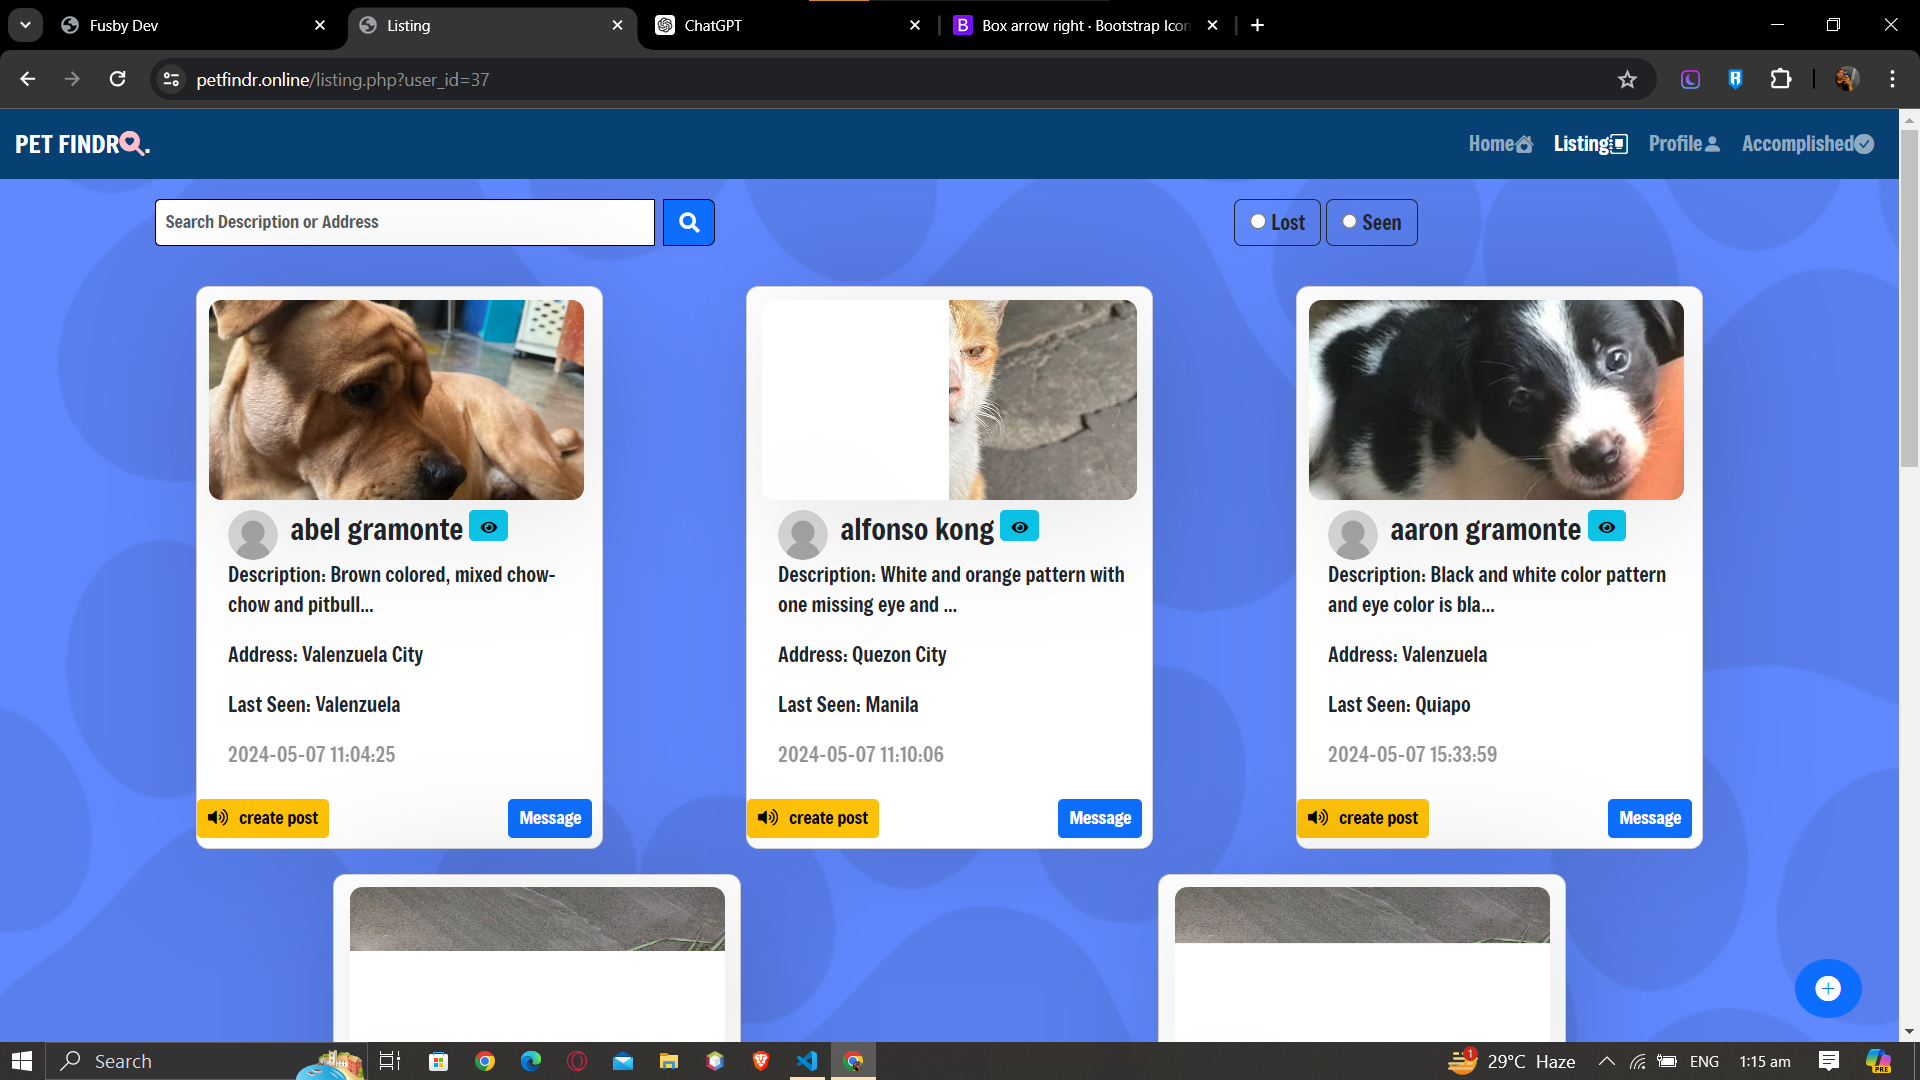 Fusby Dev
Listing
ChatGPT
Box arrow right · Bootstrap Icon
petfindr.online/listing.php?user_id=37
PET FINDR.
Home
Listing
Profile
Accomplished
Search Description or Address
Lost
Seen
abel gramonte
Description: Brown colored, mixed chow-
chow and pitbull...
Address: Valenzuela City
Last Seen: Valenzuela
2024-05-07 11:04:25
create post
Message
alfonso kong
Description: White and orange pattern with
one missing eye and ...
Address: Quezon City
Last Seen: Manila
2024-05-07 11:10:06
create post
Message
aaron gramonte
Description: Black and white color pattern
and eye color is bla...
Address: Valenzuela
Last Seen: Quiapo
2024-05-07 15:33:59
create post
Message
Search
1
29°C Haze
ENG
1:15 am
PRE